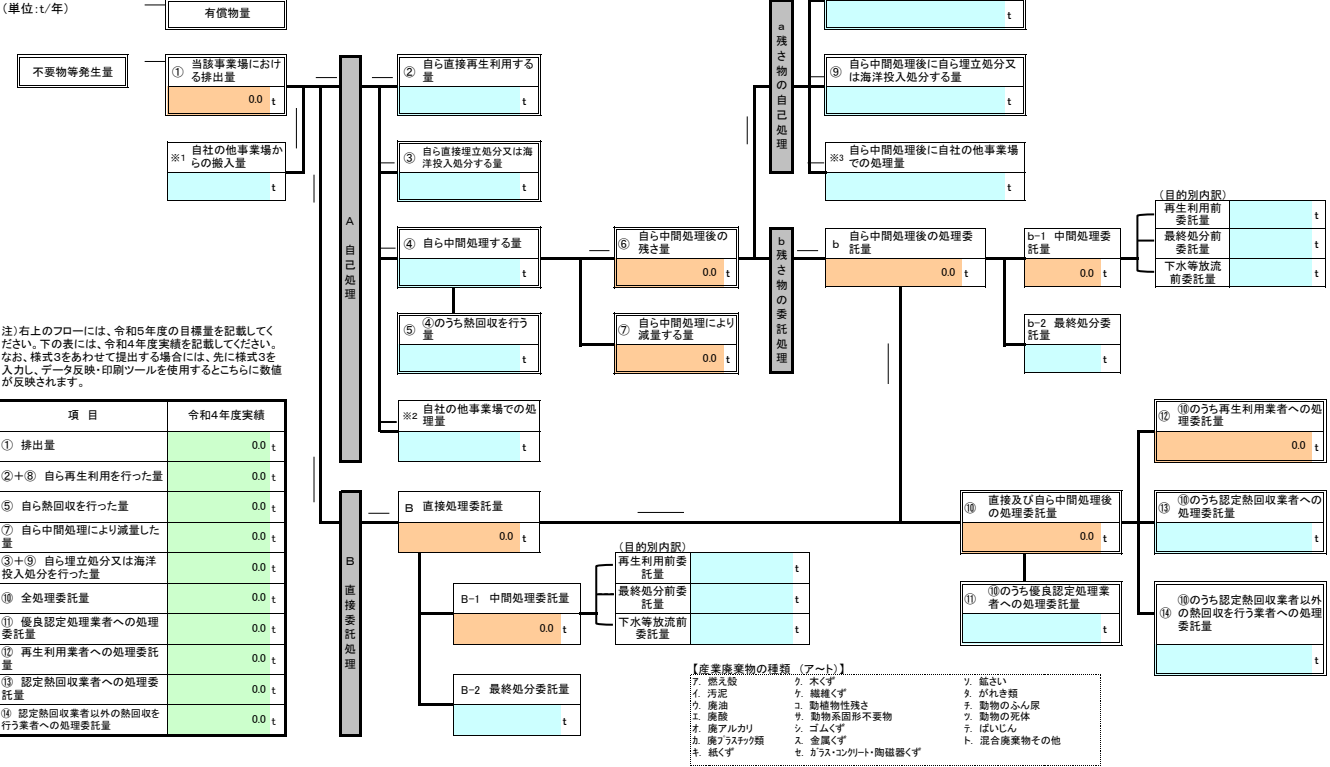 （単位:t/年）
有償物量
t
不要物等発生量
① 当該事業場におけ
る排出量
0.0 t
※1 自社の他事業場か
らの搬入量
t
A 自己処理
② 自ら直接再生利用する
量
t
③ 自ら直接埋立処分又は海
洋投入処分する量
t
④ 自ら中間処理する量
t
⑤ ④のうち熱回収を行う
量
t
※2 自社の他事業場での処
理量
t
⑥ 自ら中間処理後の
残さ量
0.0 t
⑦ 自ら中間処理により
減量する量
0.0 t
a 残さ物の自己処理
⑨ 自ら中間処理後に自ら埋立処分又
は海洋投入処分する量
t
※3 自ら中間処理後に自社の他事業場
での処理量
t
b 残さ物の委託処理
b 自ら中間処理後の処理委
託量
0.0 t
b-1 中間処理委
託量
0.0 t
（目的別内訳）
再生利用前
委託量
t
最終処分前
委託量
t
下水等放流
前委託量
t
b-2 最終処分委
託量
t
注）右上のフローには、令和5年度の目標量を記載してく
ださい。下の表には、令和4年度実績を記載してください。
なお、様式3をあわせて提出する場合には、先に様式3を
入力し、データ反映・印刷ツールを使用するとこちらに数値
が反映されます。
項 目 令和4年度実績
① 排出量 0.0 t
②＋⑧ 自ら再生利用を行った量 0.0 t
⑤ 自ら熱回収を行った量 0.0 t
⑦ 自ら中間処理により減量した
量 0.0 t
③＋⑨ 自ら埋立処分又は海洋
投入処分を行った量 0.0 t
⑩ 全処理委託量 0.0 t
⑪ 優良認定処理業者への処理
委託量 0.0 t
⑫ 再生利用業者への処理委託
量 0.0 t
⑬ 認定熱回収業者への処理委
託量 0.0 t
⑭ 認定熱回収業者以外の熱回収を
行う業者への処理委託量 0.0 t
B 直接委託処理
B 直接処理委託量
0.0 t
B-1 中間処理委託量
0.0 t
（目的別内訳）
再生利用前委
託量
t
最終処分前委
託量
t
下水等放流前
委託量
t
B-2 最終処分委託量
t
⑩ 直接及び自ら中間処理後
の処理委託量
0.0 t
⑪ ⑩のうち優良認定処理業
者への処理委託量
t
⑫ ⑩のうち再生利用業者への処
理委託量
0.0 t
⑬ ⑩のうち認定熱回収業者への
処理委託量
t
⑭ ⑩のうち認定熱回収業者以外
の熱回収を行う業者への処理
委託量
t
【産業廃棄物の種類 （ア～ト）】
ア. 燃え殻
イ. 汚泥
ウ. 廃油
エ. 廃酸
オ. 廃アルカリ
カ. 廃プラスチック類
キ. 紙くず
ク. 木くず
ケ. 繊維くず
コ. 動植物性残さ
サ. 動物系固形不要物
シ. ゴムくず
ス. 金属くず
セ. ガラス・コンクリート・陶磁器くず
ソ. 鉱さい
タ. がれき類
チ. 動物のふん尿
ツ. 動物の死体
テ. ばいじん
ト. 混合廃棄物その他